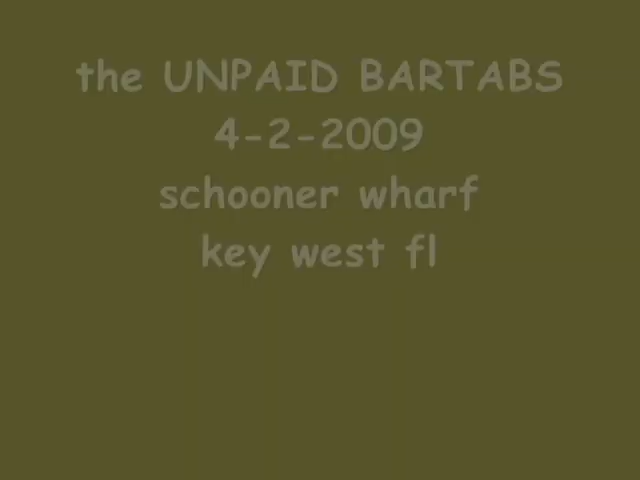 the UNPAID BARTABS
4-2-2009
schooner wharf
key west fl